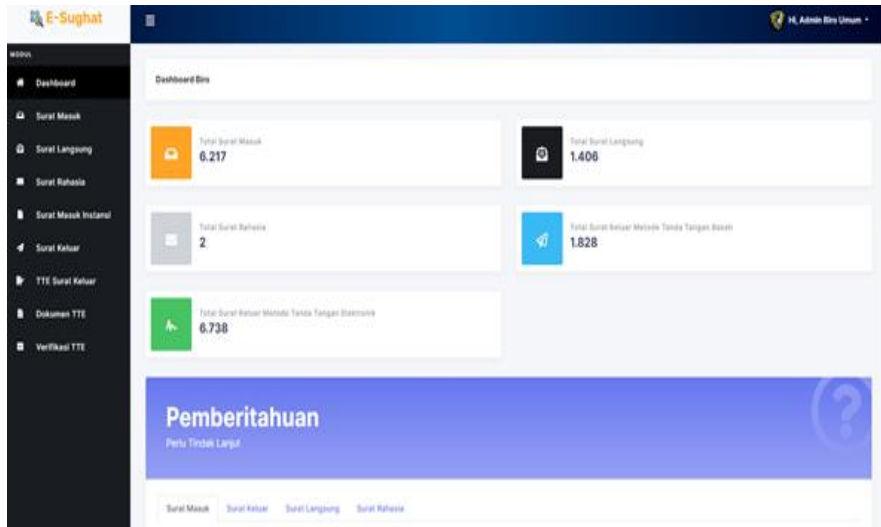 E-Sughat
Hi, Admin Biro Umum
MODUL
Dashboard
Surat Masuk
Surat Langsung
Surat Rahasia
Surat Masuk Instansi
Surat Keluar
TTE Surat Keluar
Dokumen TTE
Verifikasi TTE
Dashboard Biro
Total Surat Masuk
6.217
Total Surat Langsung
1.406
Total Surat Rahasia
2
Total Surat Keluar Metode Tanda Tangan Basah
1.828
Total Surat Keluar Metode Tanda Tangan Elektronik
6.738
Pemberitahuan
Perlu Tindak Lanjut
Surat Masuk Surat Keluar Surat Langsung Surat Rahasia